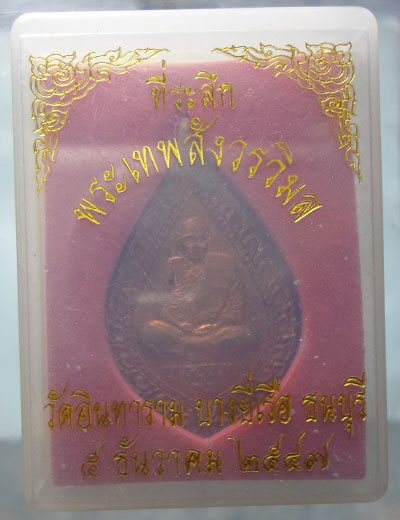 ที่ระลึก
พระเทพสังวรวิมล
วัดอินทาราม บางยี่เรือ ธนบุรี
๕ ธันวาคม ๒๕๔๗